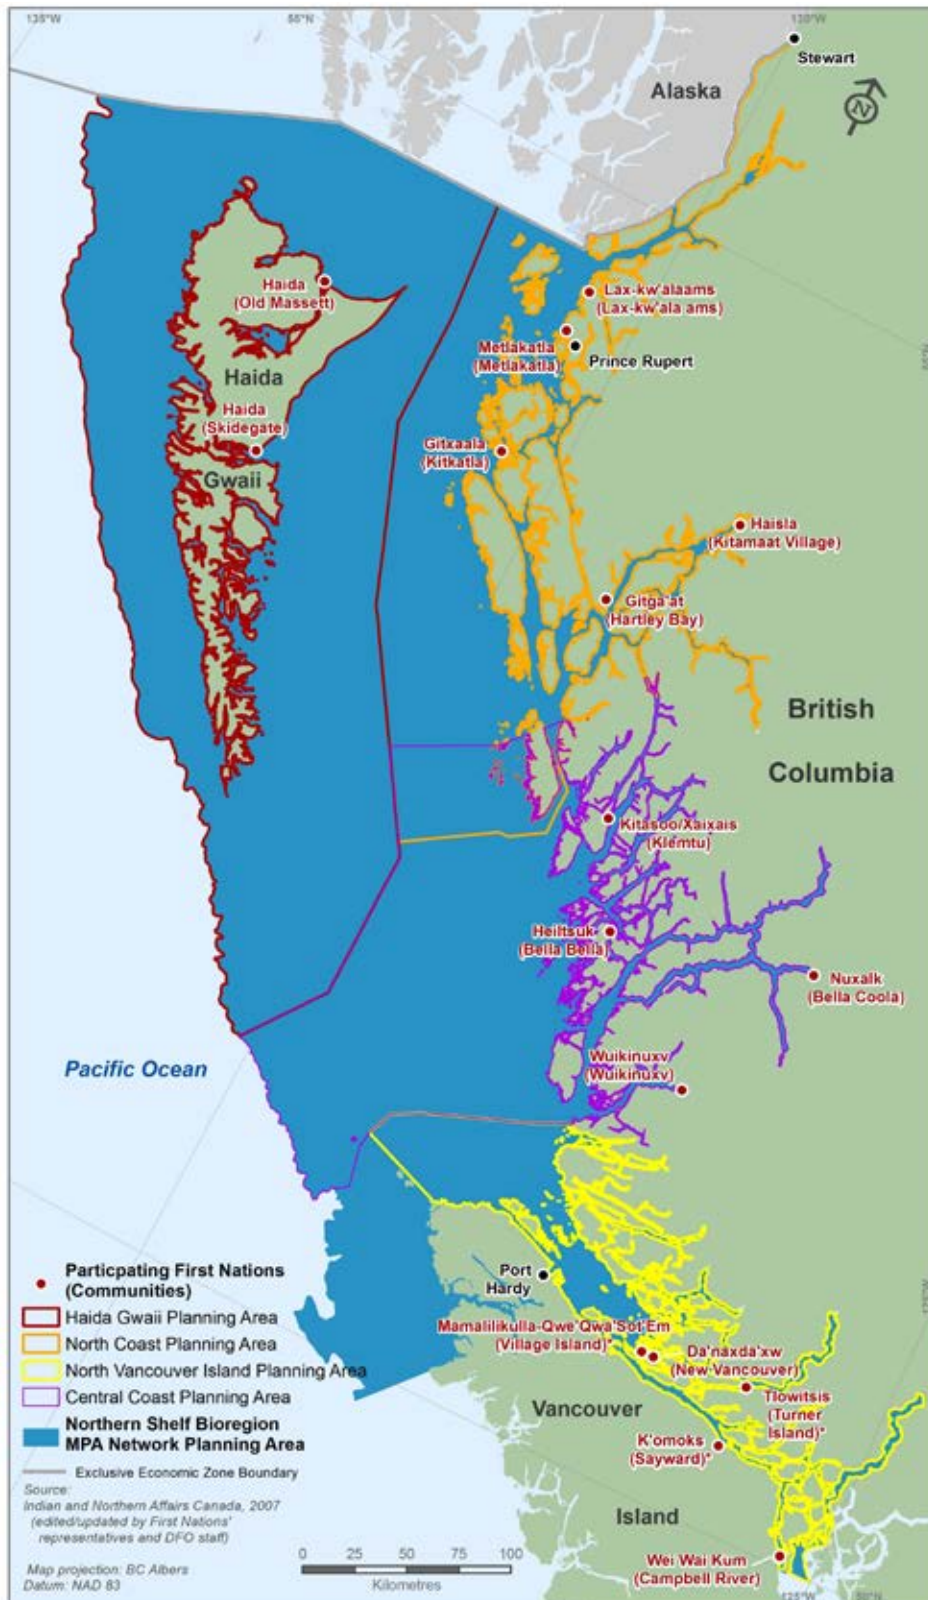 135°W
55°N
130°W
Stewart
Alaska
N
Haida
(Old Massett)
Lax-kw'alaams
(Lax-kw'ala ams)
Metlakatla
(Metlakatla)
Prince Rupert
Haida
Haida
(Skidegate)
Gwaii
Gitxaala
(Kitkatla)
Haisla
(Kitamaat Village)
Gitga'at
(Hartley Bay)
British
Columbia
Kitasoo/Xaixais
(Klemtu)
Heiltsuk
(Bella Bella)
Nuxalk
(Bella Coola)
Pacific Ocean
Wuikinuxv
(Wuikinuxv)
Port
Hardy
Mamalilikulla-Qwe'Qwa'Sot'Em
(Village Island)*
Da'naxda'xw
(New Vancouver)
Tlowitsis
(Turner
Island)*
Vancouver
K'omoks
(Sayward)*
Island
Wei Wai Kum
(Campbell River)
125°W
50°N
Particpating First Nations
(Communities)
Haida Gwaii Planning Area
North Coast Planning Area
North Vancouver Island Planning Area
Central Coast Planning Area
Northern Shelf Bioregion
MPA Network Planning Area
Exclusive Economic Zone Boundary
Source:
Indian and Northern Affairs Canada, 2007
(edited/updated by First Nations'
representatives and DFO staff)
Map projection: BC Albers
Datum: NAD 83
0 25 50 75 100
Kilometres